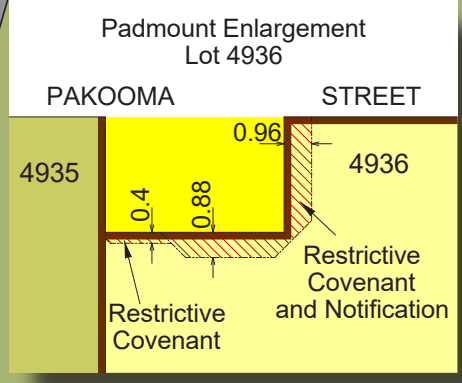 Padmount Enlargement
Lot 4936
PAKOOMA STREET
0.96
4935
4936
0.4
0.88
Restrictive
Covenant
and Notification
Restrictive
Covenant